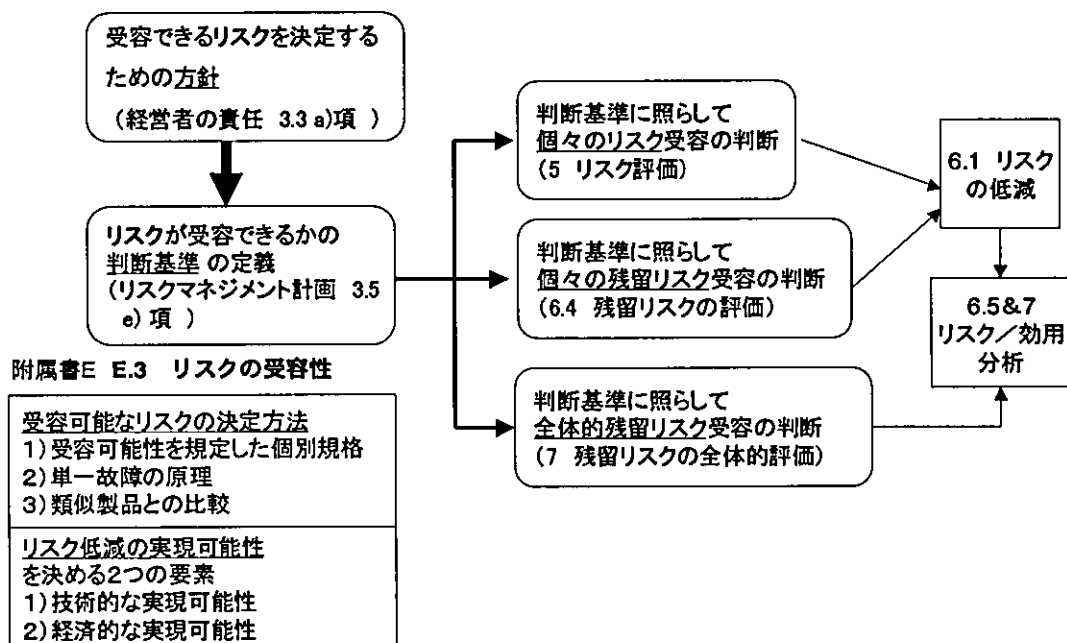 受容できるリスクを決定する
ための方針
(経営者の責任 3.3 a)項 )
リスクが受容できるかの
判断基準 の定義
(リスクマネジメント計画 3.5
e) 項 )
判断基準に照らして
個々のリスク受容の判断
(5 リスク評価)
判断基準に照らして
個々の残留リスク受容の判断
(6.4 残留リスクの評価)
判断基準に照らして
全体的残留リスク受容の判断
(7 残留リスクの全体的評価)
6.1 リスク
の低減
6.5&7
リスク/効用
分析
附属書E E.3 リスクの受容性
受容可能なリスクの決定方法
1)受容可能性を規定した個別規格
2)単一故障の原理
3)類似製品との比較
リスク低減の実現可能性
を決める2つの要素
1)技術的な実現可能性
2)経済的な実現可能性